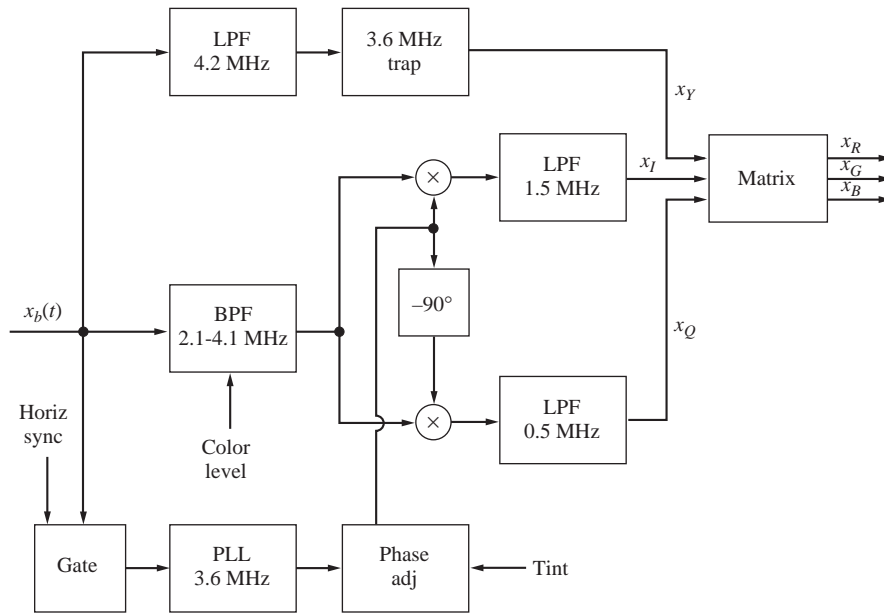 LPF
4.2 MHz
3.6 MHz
trap
x_Y
LPF
1.5 MHz
x_I
Matrix
x_R
x_G
x_B
×
–90°
x_b(t)
BPF
2.1-4.1 MHz
x_Q
×
LPF
0.5 MHz
Horiz
sync
Color
level
Gate
PLL
3.6 MHz
Phase
adj
Tint